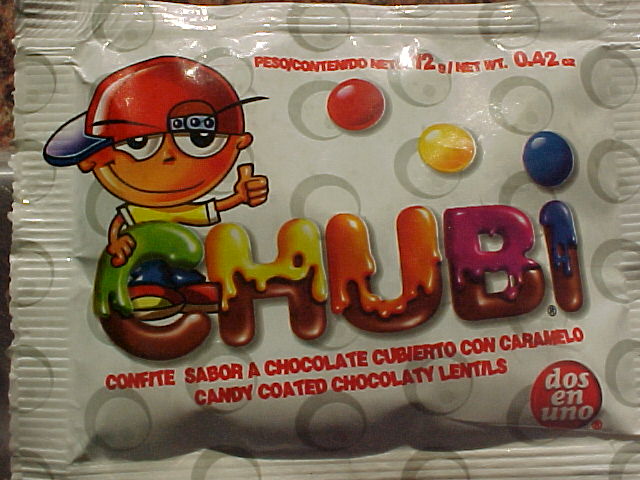 PESO/CONTENIDO NETO 12 g / NET WT. 0.42 oz
CHUBI ®
CONFITE SABOR A CHOCOLATE CUBIERTO CON CARAMELO
CANDY COATED CHOCOLATY LENTILS
dos
en
uno ®